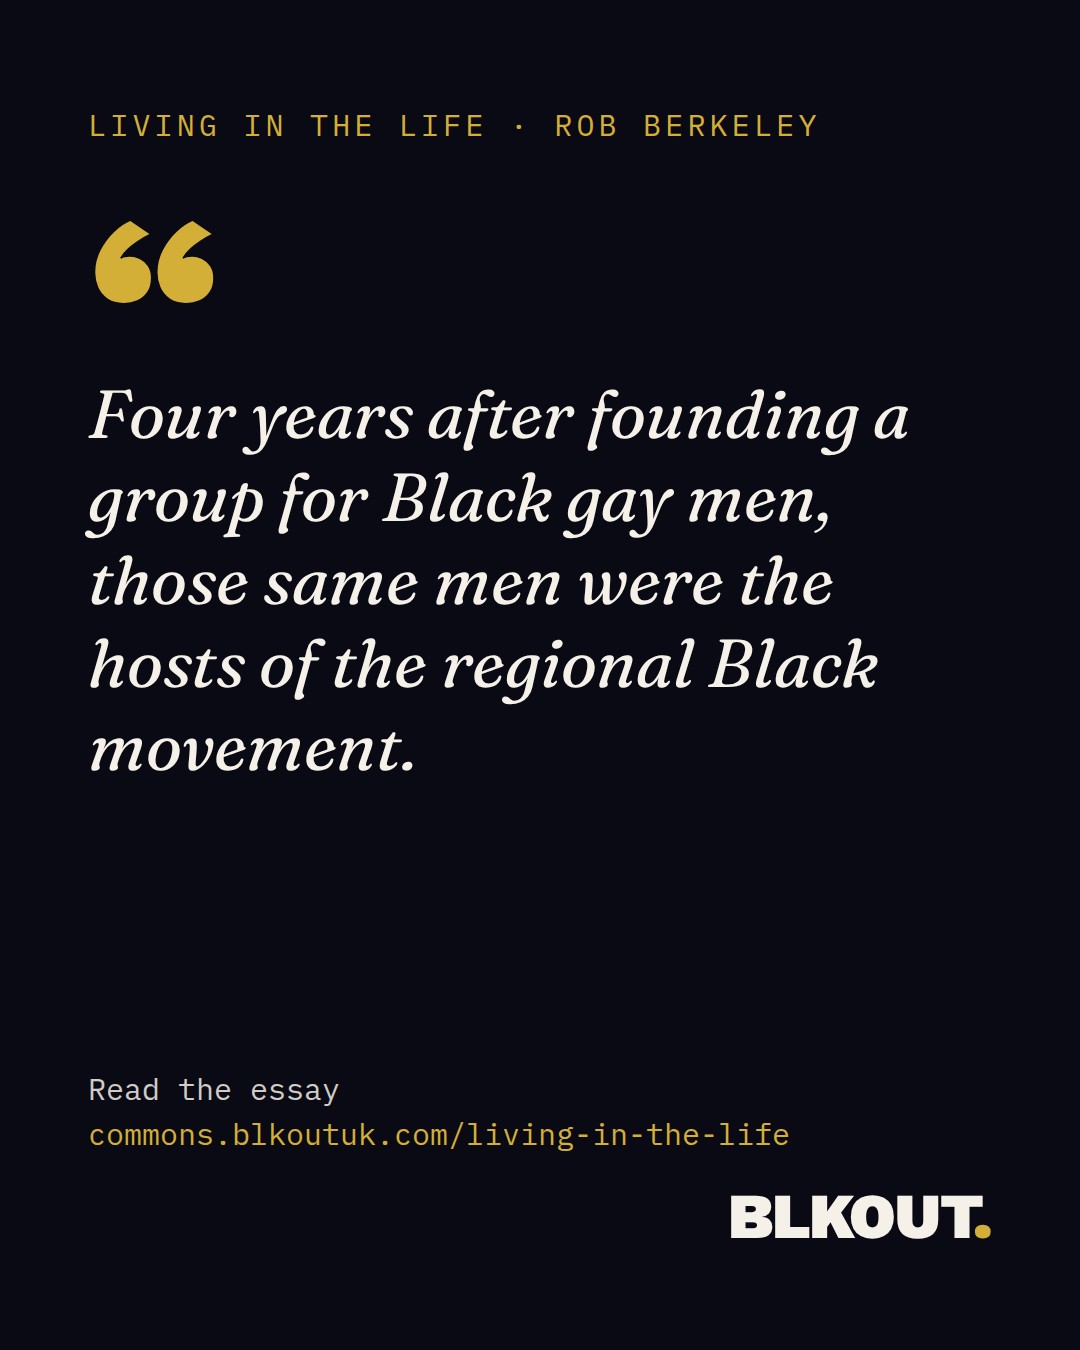 LIVING IN THE LIFE · ROB BERKELEY
“
Four years after founding a
group for Black gay men,
those same men were the
hosts of the regional Black
movement.
Read the essay
commons.blkoutuk.com/living-in-the-life
BLKOUT.